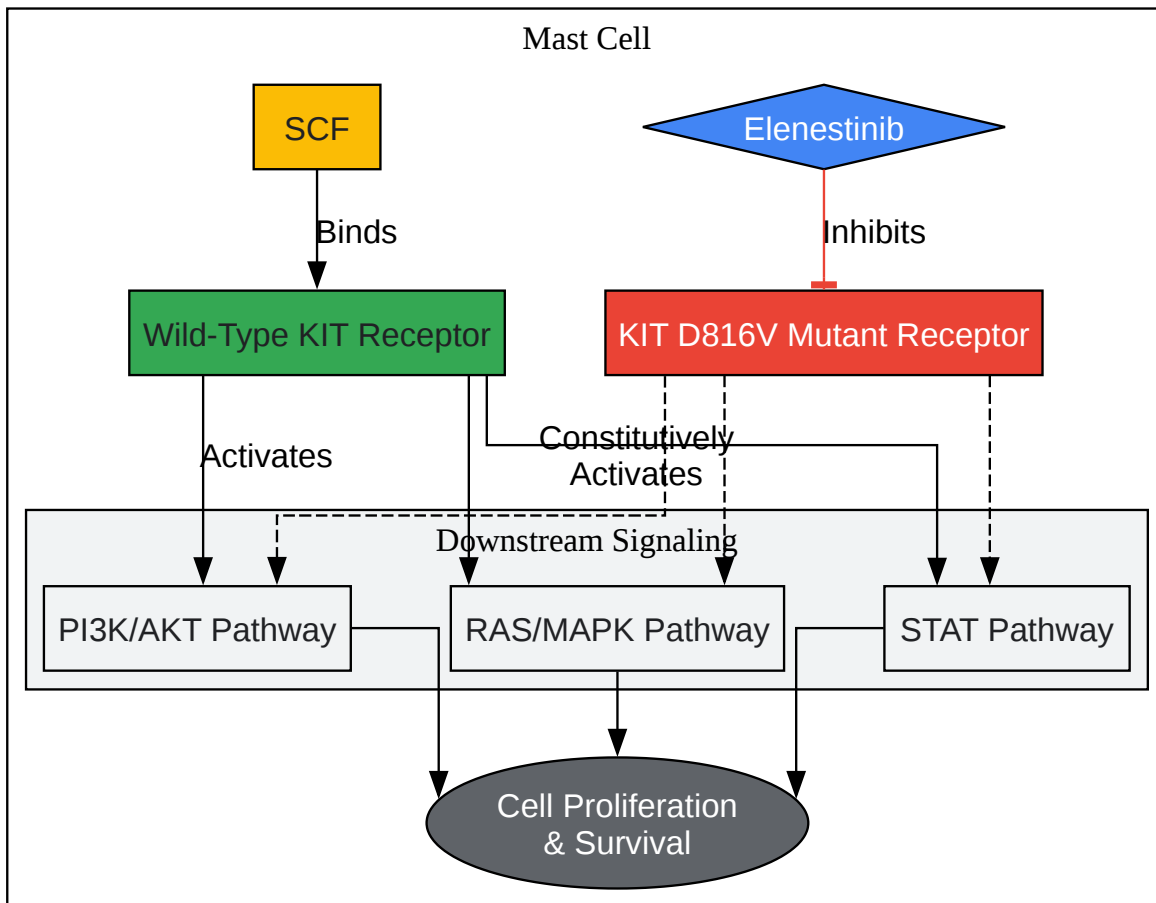 Mast Cell
SCF
Elenestinib
Binds
Inhibits
Wild-Type KIT Receptor
KIT D816V Mutant Receptor
Activates
Constitutively
Activates
Downstream Signaling
PI3K/AKT Pathway
RAS/MAPK Pathway
STAT Pathway
Cell Proliferation
& Survival